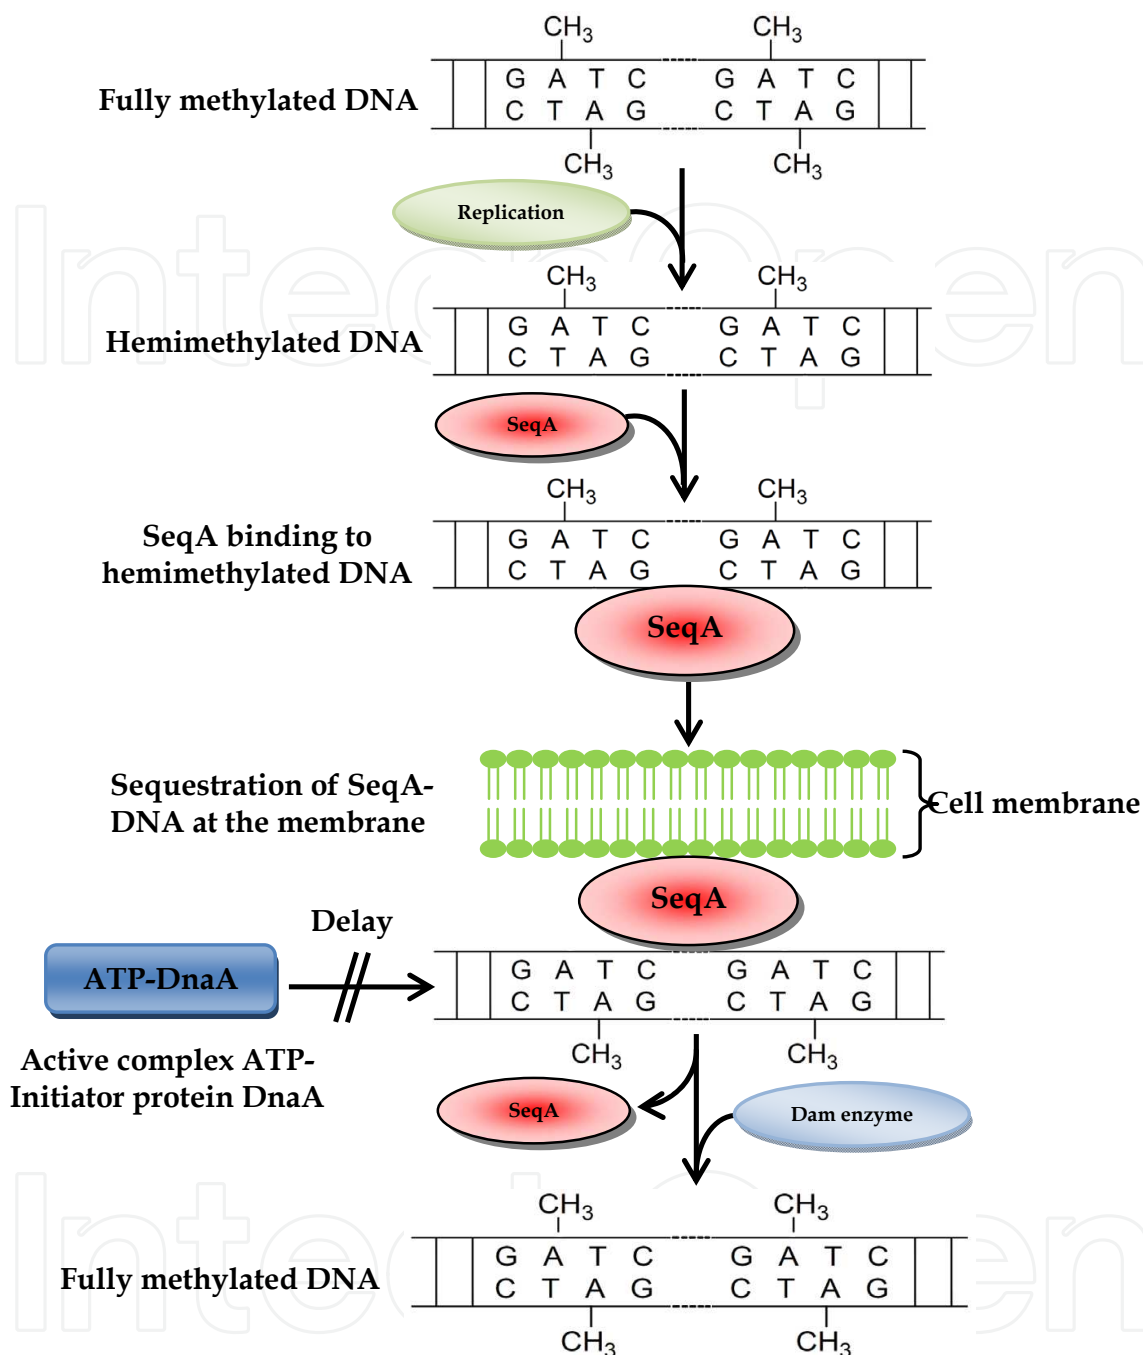 CH₃ CH₃
G A T C G A T C
Fully methylated DNA
C T A G C T A G
CH₃ CH₃
Replication
CH₃ CH₃
G A T C G A T C
Hemimethylated DNA
C T A G C T A G
SeqA
CH₃ CH₃
SeqA binding to
hemimethylated DNA
G A T C G A T C
C T A G C T A G
SeqA
Sequestration of SeqA-
DNA at the membrane
Cell membrane
SeqA
Delay
ATP-DnaA
G A T C G A T C
C T A G C T A G
CH₃ CH₃
Active complex ATP-
Initiator protein DnaA
SeqA
Dam enzyme
CH₃ CH₃
G A T C G A T C
Fully methylated DNA
C T A G C T A G
CH₃ CH₃
IntechOpen
IntechOpen